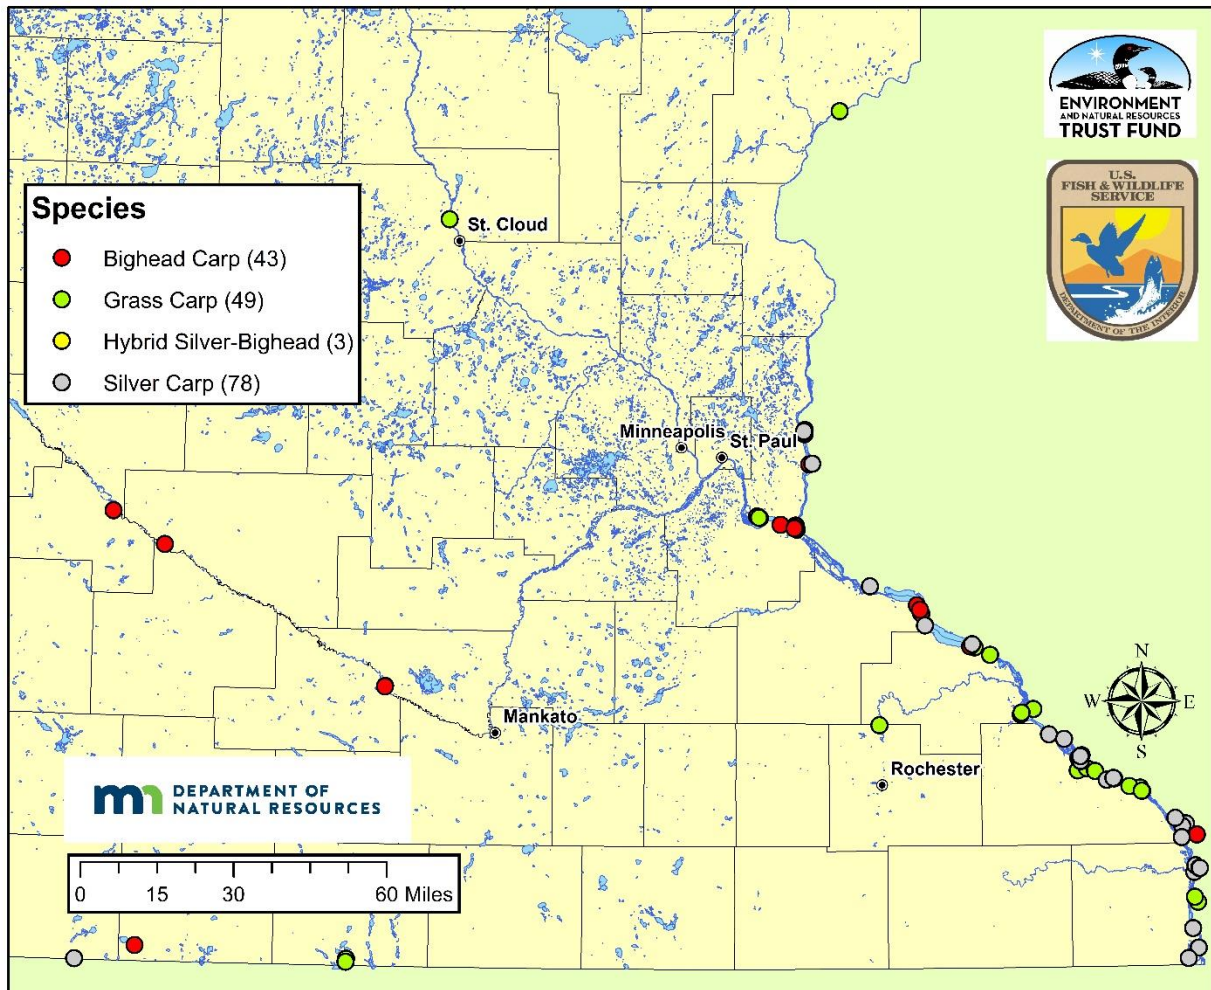 ENVIRONMENT
AND NATURAL RESOURCES
TRUST FUND
U.S.
FISH & WILDLIFE
SERVICE
DEPARTMENT OF THE INTERIOR
Species
Bighead Carp (43)
Grass Carp (49)
Hybrid Silver-Bighead (3)
Silver Carp (78)
St. Cloud
Minneapolis
St. Paul
Mankato
Rochester
N
W
E
S
mn DEPARTMENT OF
NATURAL RESOURCES
0 15 30 60 Miles